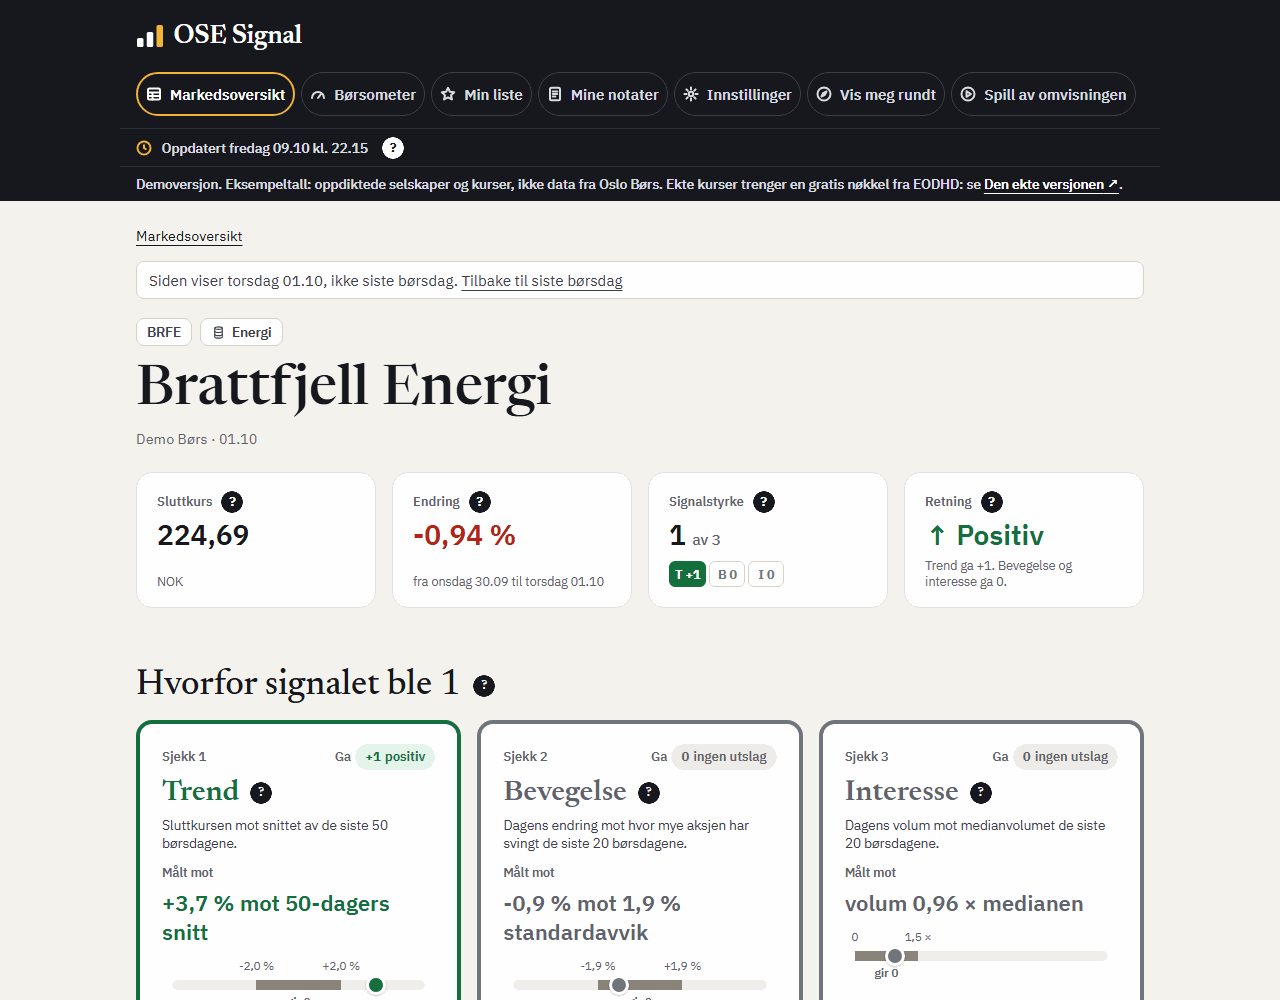 OSE Signal
Markedsoversikt Børsometer Min liste Mine notater Innstillinger Vis meg rundt Spill av omvisningen
Oppdatert fredag 09.10 kl. 22.15 ?
Demoversjon. Eksempeltall: oppdiktede selskaper og kurser, ikke data fra Oslo Børs. Ekte kurser trenger en gratis nøkkel fra EODHD: se Den ekte versjonen ↗.
Markedsoversikt
Siden viser torsdag 01.10, ikke siste børsdag. Tilbake til siste børsdag
BRFE Energi
Brattfjell Energi
Demo Børs · 01.10
Sluttkurs ?
224,69
NOK
Endring ?
-0,94 %
fra onsdag 30.09 til torsdag 01.10
Signalstyrke ?
1 av 3
T +1 B 0 I 0
Retning ?
↑ Positiv
Trend ga +1. Bevegelse og
interesse ga 0.
Hvorfor signalet ble 1 ?
Sjekk 1 Ga +1 positiv
Trend ?
Sluttkursen mot snittet av de siste 50
børsdagene.
Målt mot
+3,7 % mot 50-dagers
snitt
-2,0 % +2,0 %
Sjekk 2 Ga 0 ingen utslag
Bevegelse ?
Dagens endring mot hvor mye aksjen har
svingt de siste 20 børsdagene.
Målt mot
-0,9 % mot 1,9 %
standardavvik
-1,9 % +1,9 %
Sjekk 3 Ga 0 ingen utslag
Interesse ?
Dagens volum mot medianvolumet de siste
20 børsdagene.
Målt mot
volum 0,96 × medianen
0 1,5 ×
gir 0